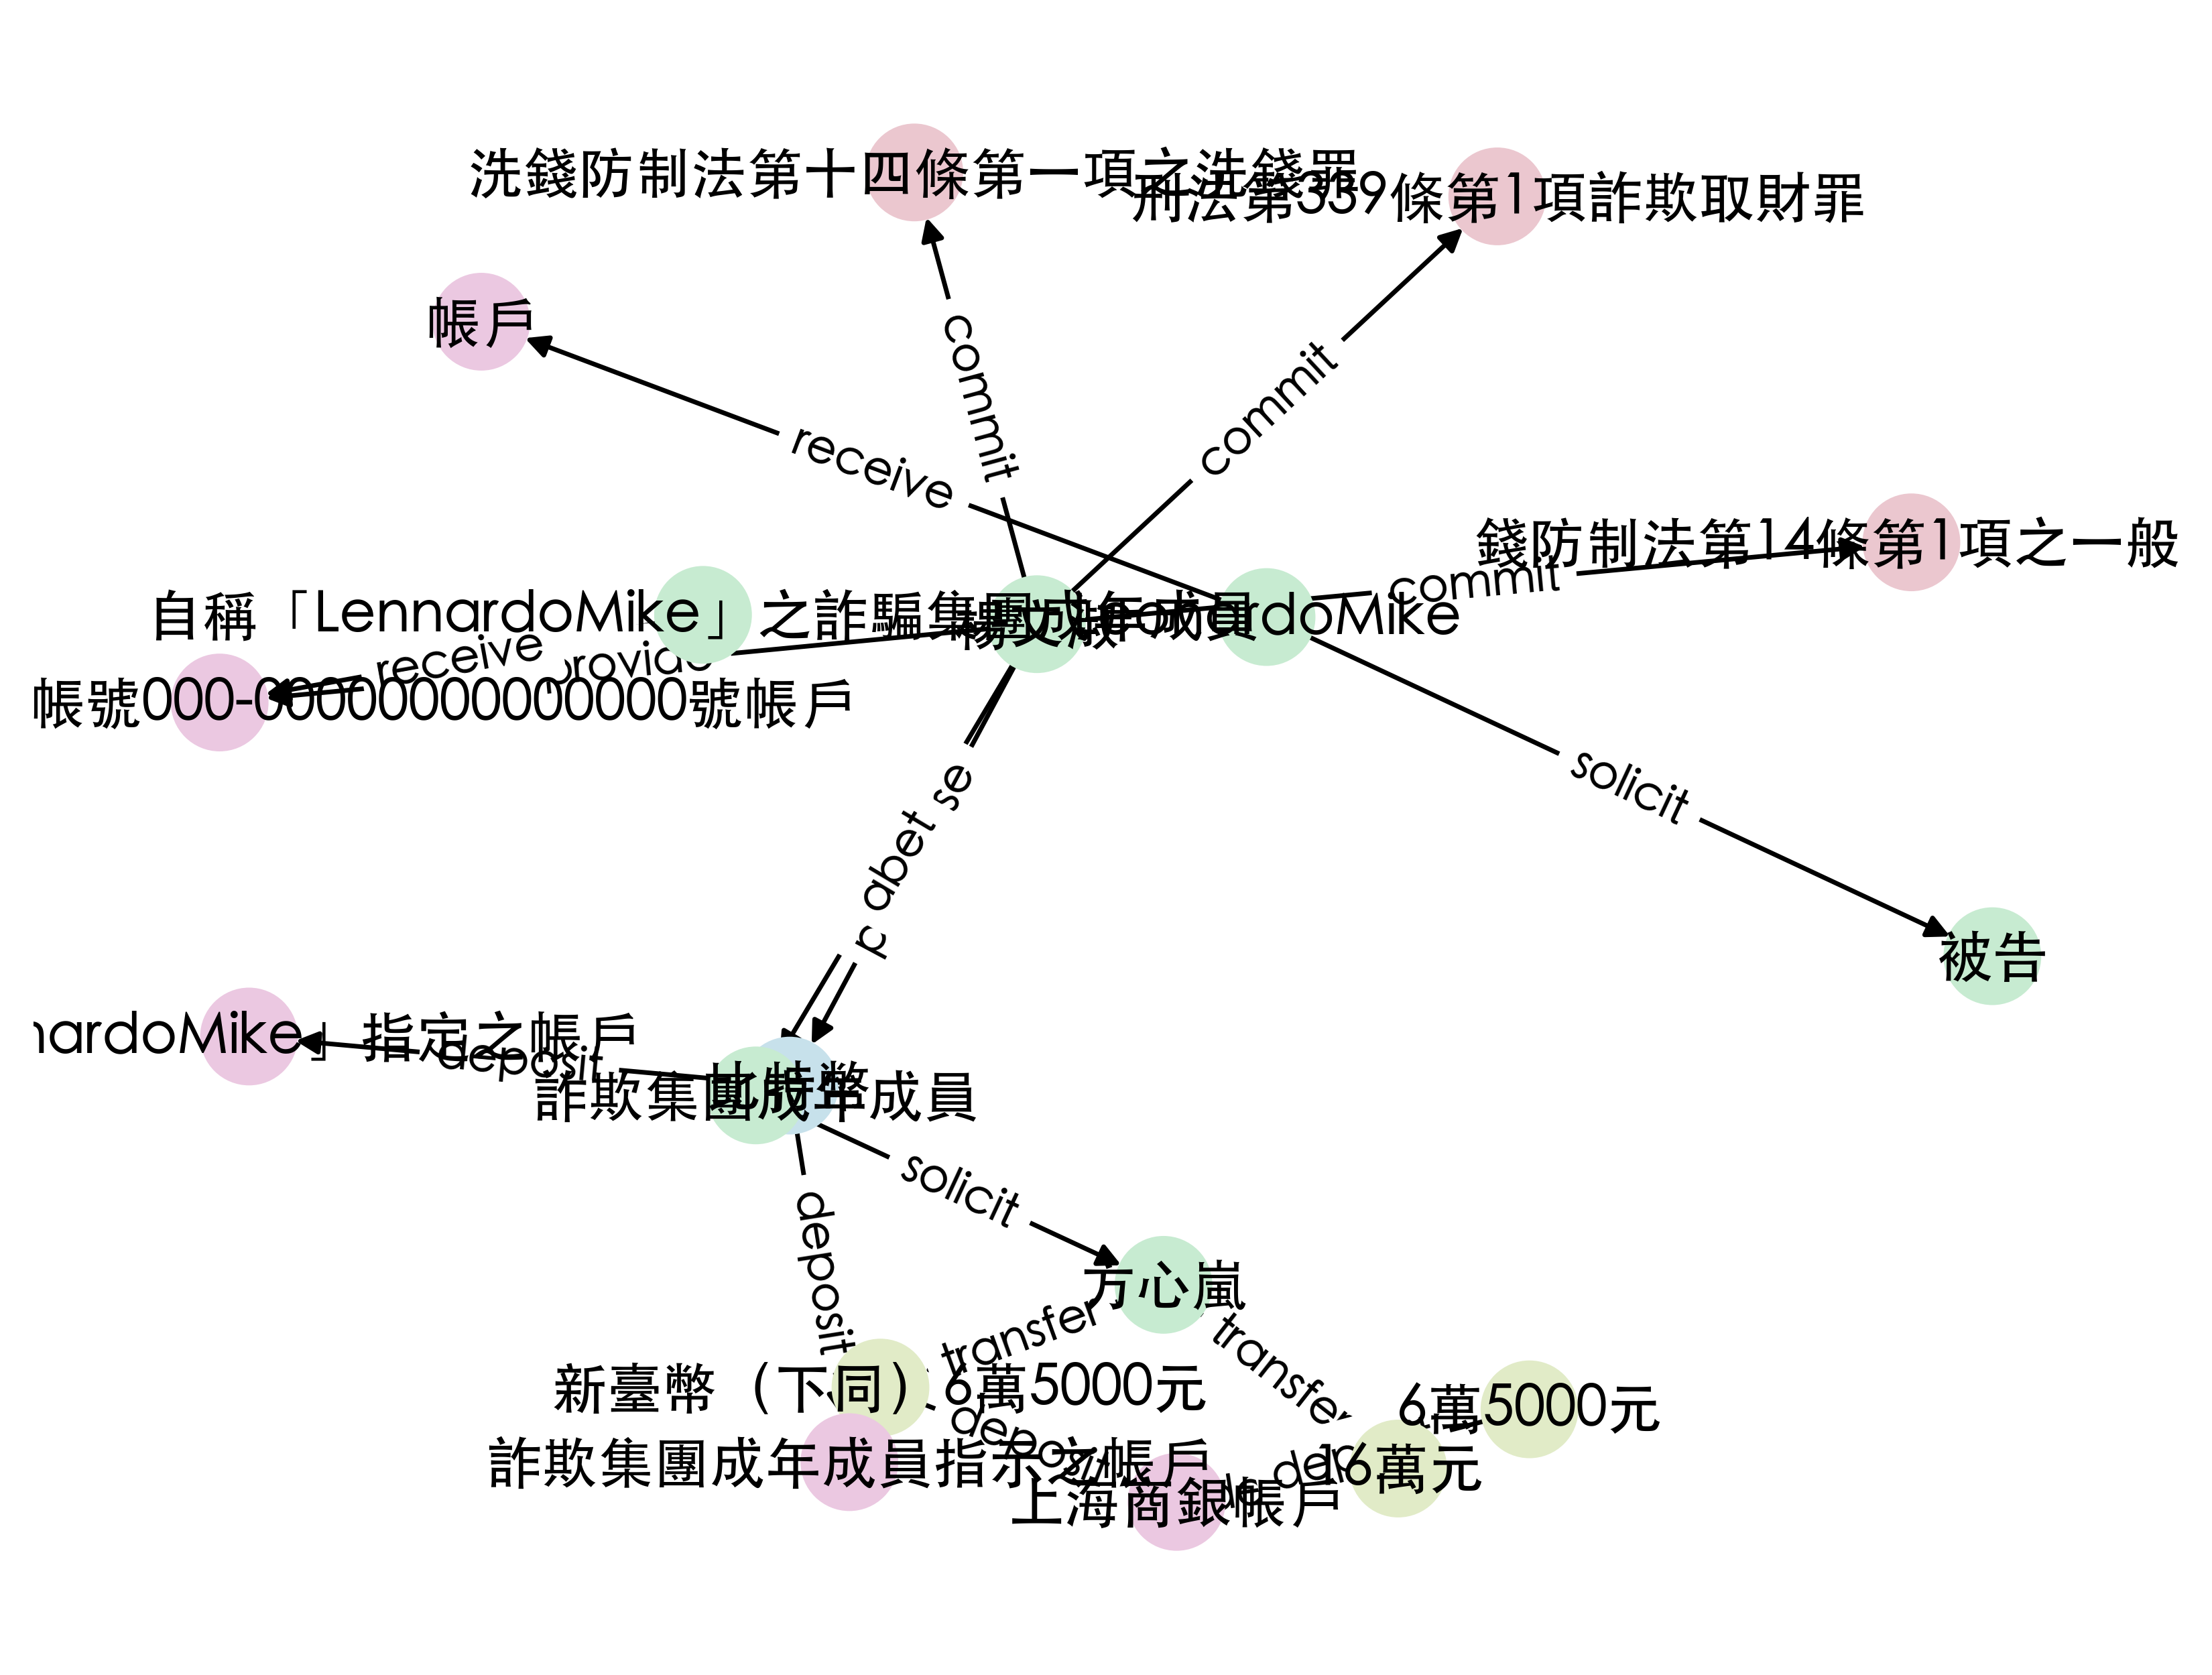 洗錢防制法第十四條第一項之洗錢罪
刑法第339條第1項詐欺取財罪
帳戶
commit
commit
receive
錢防制法第14條第1項之一般
commit
自稱「LennardoMike」之詐騙集團成年成員
LeonardoMike
receive
provide
帳號000-00000000000000號帳戶
solicit
abet
被告
nardoMike」指定之帳戶
deposit
比特幣
詐欺集團成年成員
solicit
deposit
方心嵐
transfer
transfer
新臺幣（下同）6萬5000元
6萬5000元
deposit
詐欺集團成年成員指示之帳戶
16萬元
上海商銀帳戶